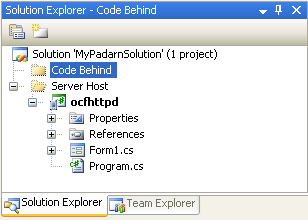 Solution Explorer - Code Behind
Solution 'MyPadarnSolution' (1 project)
Code Behind
Server Host
ocfhttpd
Properties
References
Form1.cs
Program.cs
Solution Explorer Team Explorer